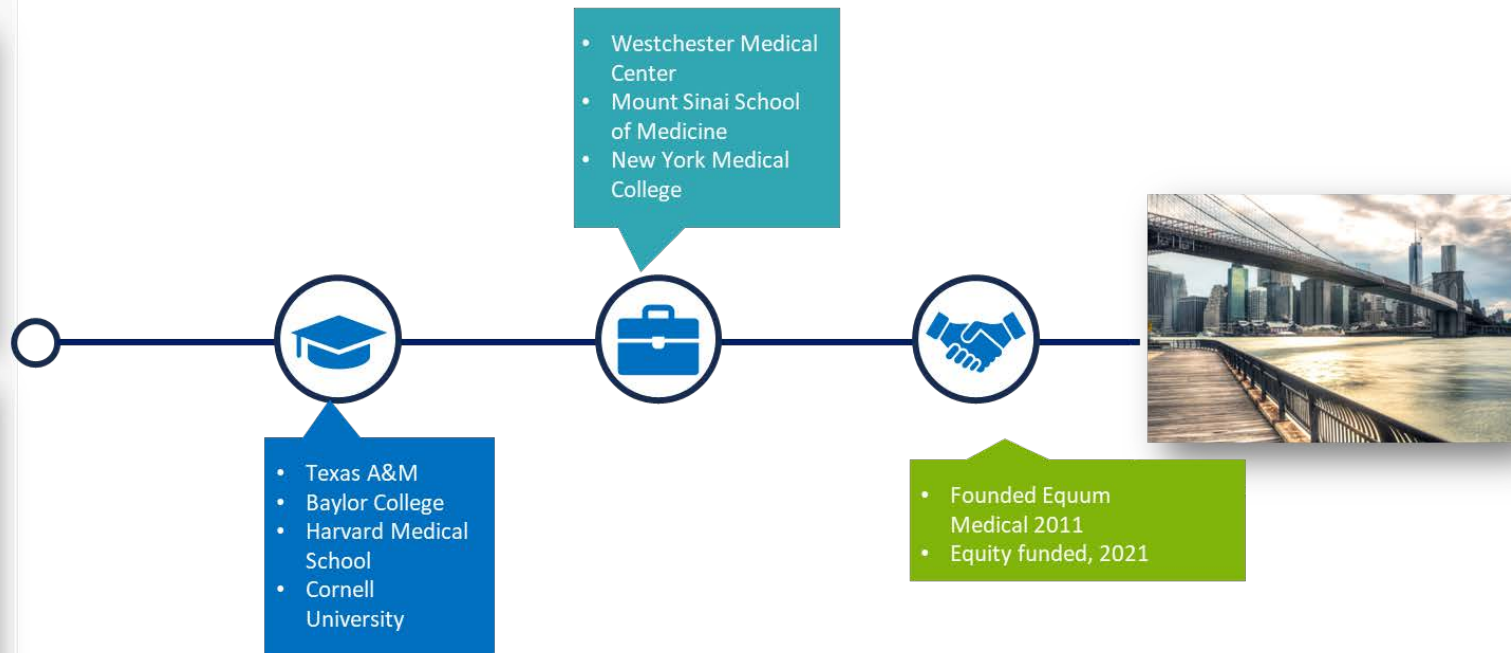 • Westchester Medical
Center
• Mount Sinai School
of Medicine
• New York Medical
College
• Texas A&M
• Baylor College
• Harvard Medical
School
• Cornell
University
• Founded Equum
Medical 2011
• Equity funded, 2021